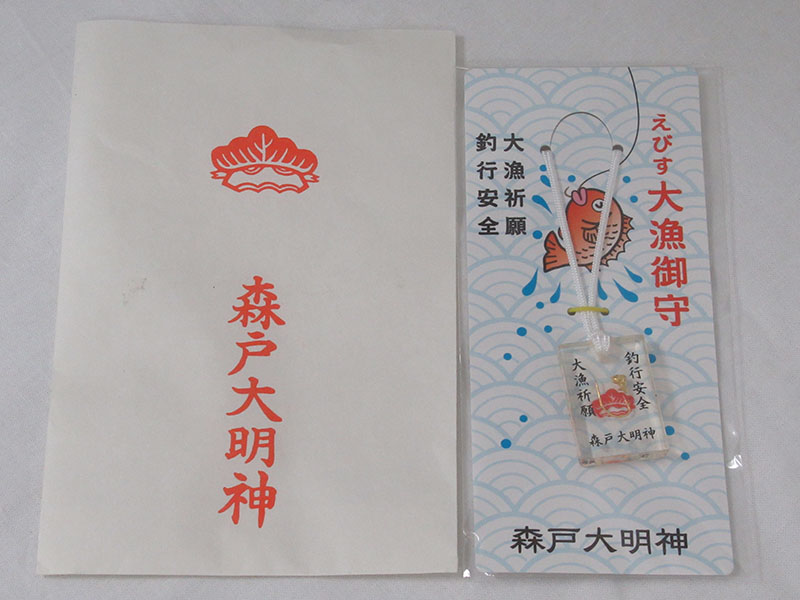 森戸大明神
えびす大漁御守
大漁祈願
釣行安全
釣行安全
大漁祈願
森戸大明神
森戸大明神